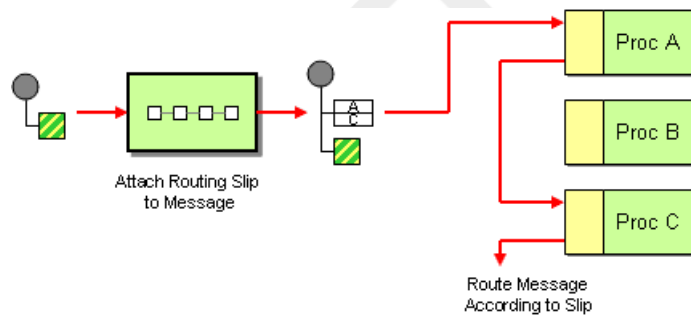 Proc A
A
C
Proc B
Attach Routing Slip
to Message
Proc C
Route Message
According to Slip